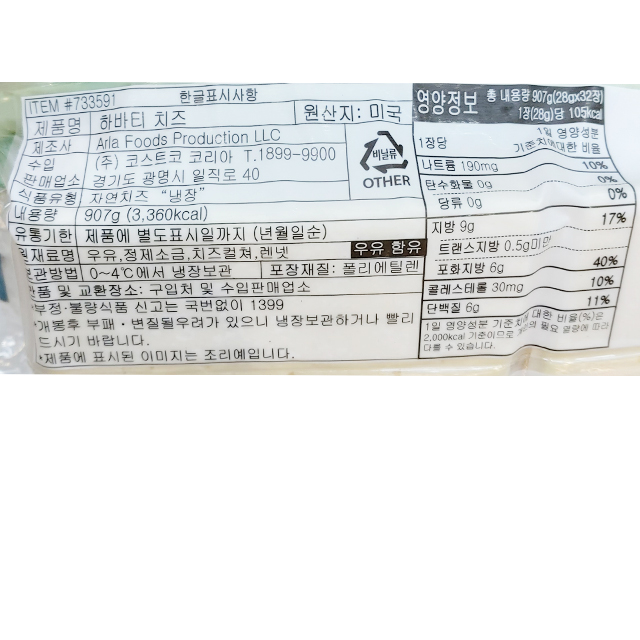 ITEM #733591 한글표시사항
제품명 하바티 치즈 원산지: 미국
제조사 Arla Foods Production LLC
수입 (주) 코스트코 코리아 T.1899-9900
판매업소 경기도 광명시 일직로 40
식품유형 자연치즈 "냉장"
내용량 907g (3,360kcal)
유통기한 제품에 별도표시일까지 (년월일순)
원재료명 우유,정제소금,치즈컬쳐,렌넷 우유 함유
보관방법 0~4℃에서 냉장보관 포장재질: 폴리에틸렌
반품 및 교환장소: 구입처 및 수입판매업소
*부정·불량식품 신고는 국번없이 1399
*개봉후 부패·변질될우려가 있으니 냉장보관하거나 빨리
드시기 바랍니다.
*제품에 표시된 이미지는 조리예입니다.
비닐류
OTHER
영양정보 총 내용량 907g(28gx32장)
1장(28g)당 105kcal
1장당 1일 영양성분
기준치에대한 비율
나트륨 190mg 10%
탄수화물 0g 0%
당류 0g 0%
지방 9g 17%
트랜스지방 0.5g미만
포화지방 6g 40%
콜레스테롤 30mg 10%
단백질 6g 11%
1일 영양성분 기준치에 대한 비율(%)은
2,000kcal 기준이므로 개인의 필요 열량에 따라
다를 수 있습니다.